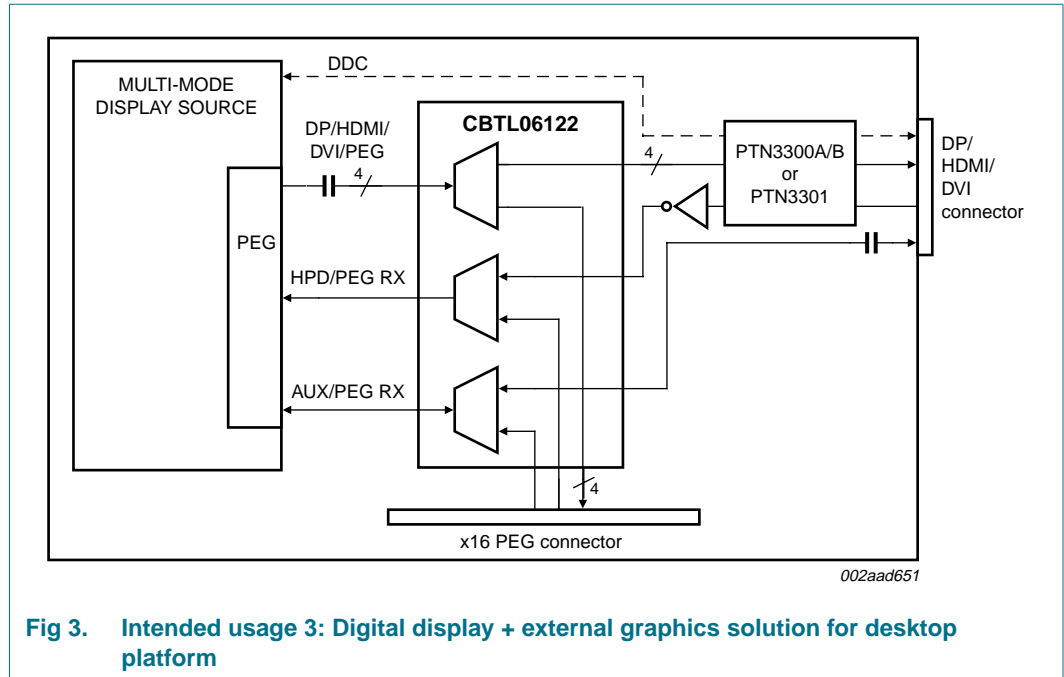 DDC
MULTI-MODE
DISPLAY SOURCE
DP/HDMI/
DVI/PEG
4
CBTL06122
4
PTN3300A/B
or
PTN3301
DP/
HDMI/
DVI
connector
PEG
HPD/PEG RX
AUX/PEG RX
4
x16 PEG connector
002aad651
Fig 3. Intended usage 3: Digital display + external graphics solution for desktop
platform